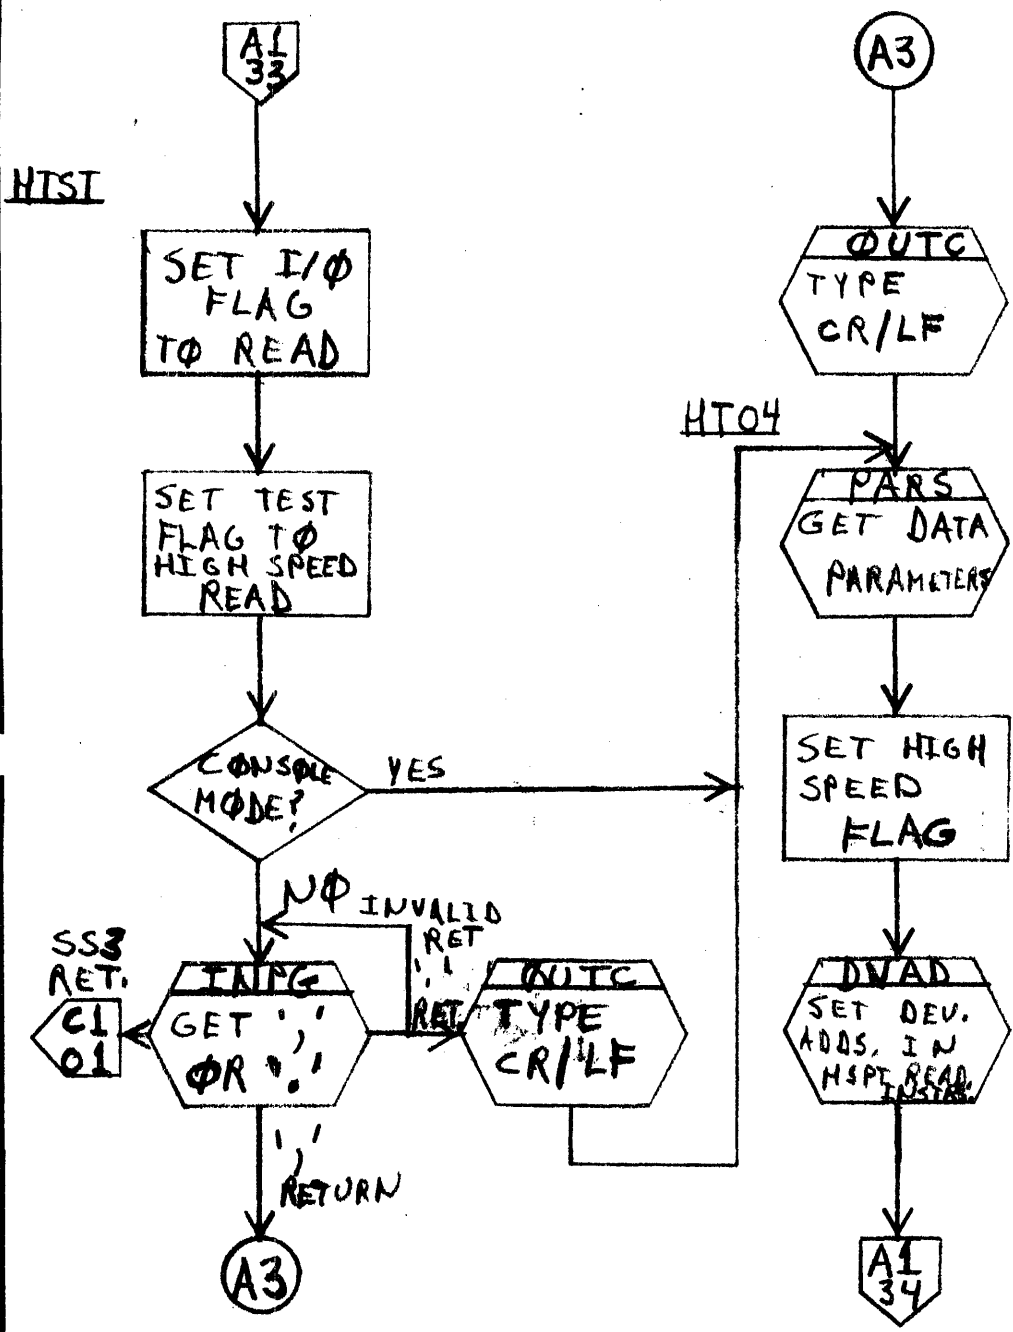 A1
33
HISI
SET I/Ø
FLAG
TØ READ
SET TEST
FLAG TØ
HIGH SPEED
READ
CØNSØLE
MØDE?
YES
NØ
INVALID
RET
SS3
RET.
C1
01
INPG
GET ','
ØR '.'
'.'
RET.
ØUTC
TYPE
CR/LF
','
RETURN
A3
A3
ØUTC
TYPE
CR/LF
HT04
PARS
GET DATA
PARAMETERS
SET HIGH
SPEED
FLAG
DVAD
SET DEV.
ADDS. IN
HSPT READ
INSTRS.
A1
34